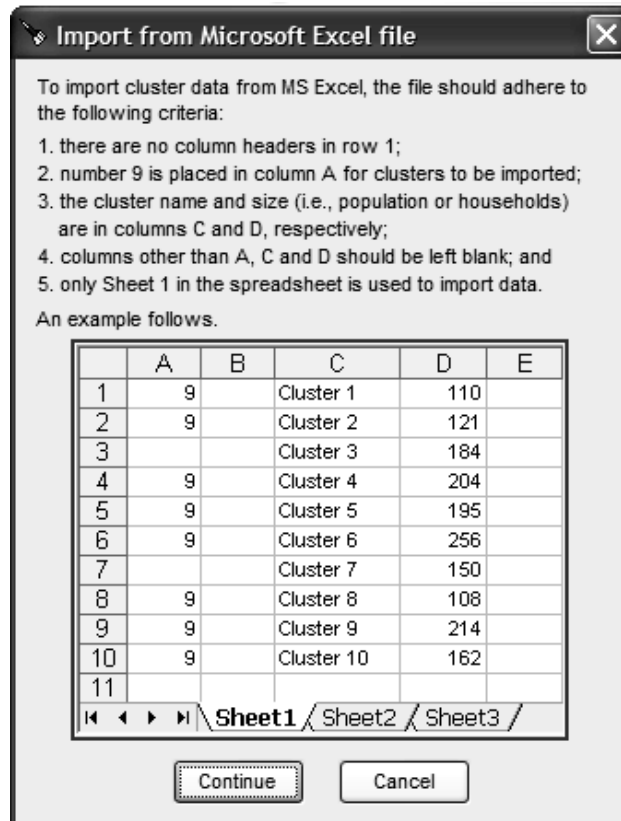 Import from Microsoft Excel file
To import cluster data from MS Excel, the file should adhere to
the following criteria:
1. there are no column headers in row 1;
2. number 9 is placed in column A for clusters to be imported;
3. the cluster name and size (i.e., population or households)
are in columns C and D, respectively;
4. columns other than A, C and D should be left blank; and
5. only Sheet 1 in the spreadsheet is used to import data.
An example follows.
A B C D E
1 9 Cluster 1 110
2 9 Cluster 2 121
3 Cluster 3 184
4 9 Cluster 4 204
5 9 Cluster 5 195
6 9 Cluster 6 256
7 Cluster 7 150
8 9 Cluster 8 108
9 9 Cluster 9 214
10 9 Cluster 10 162
11
Sheet1 / Sheet2 / Sheet3 /
Continue Cancel